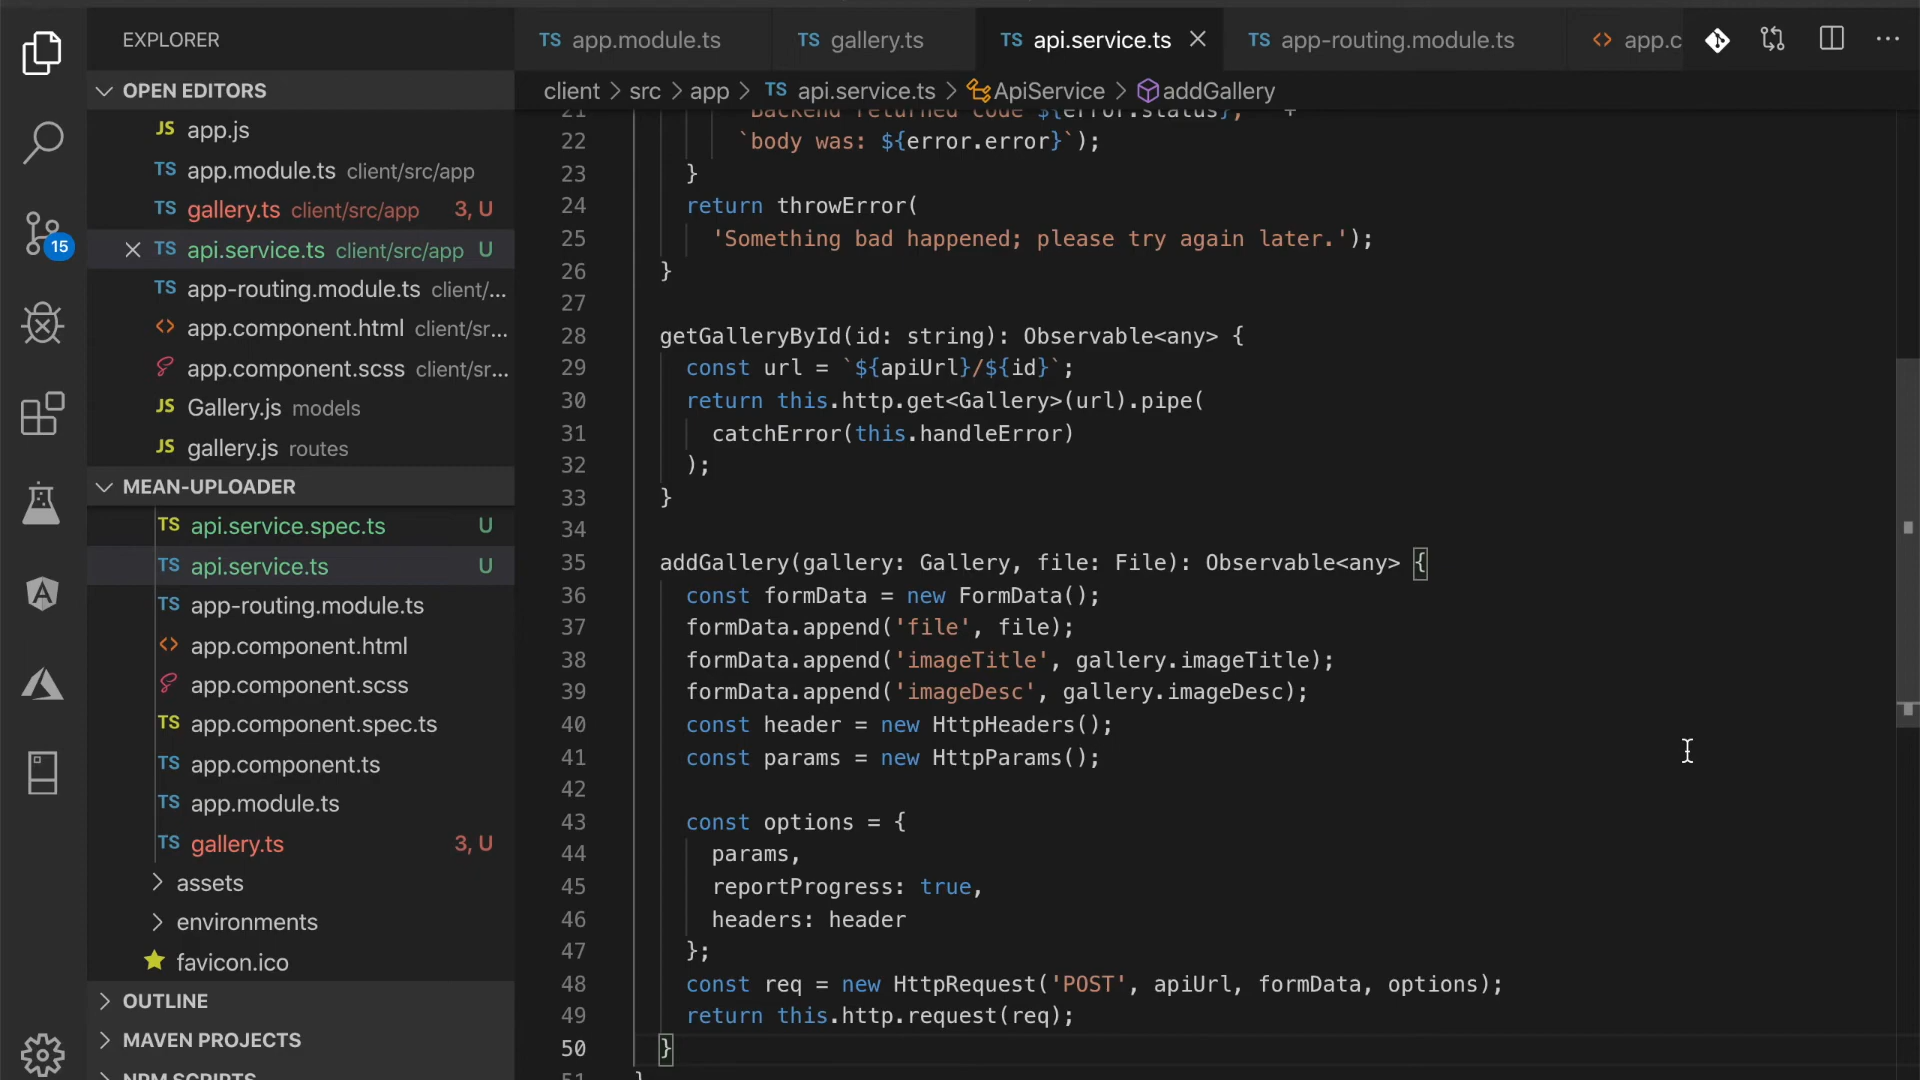 EXPLORER
OPEN EDITORS
JS app.js
TS app.module.ts client/src/app
TS gallery.ts client/src/app 3, U
TS api.service.ts client/src/app U
TS app-routing.module.ts client/...
<> app.component.html client/sr...
app.component.scss client/sr...
JS Gallery.js models
JS gallery.js routes
15
MEAN-UPLOADER
TS api.service.spec.ts U
TS api.service.ts U
TS app-routing.module.ts
<> app.component.html
app.component.scss
TS app.component.spec.ts
TS app.component.ts
TS app.module.ts
TS gallery.ts 3, U
assets
environments
favicon.ico
OUTLINE
MAVEN PROJECTS
NPM SCRIPTS
TS app.module.ts TS gallery.ts TS api.service.ts TS app-routing.module.ts <> app.c
client > src > app > TS api.service.ts > ApiService > addGallery
21 `Backend returned code ${error.status}, ` +
22 `body was: ${error.error}`);
23 }
24 return throwError(
25 'Something bad happened; please try again later.');
26 }
27
28 getGalleryById(id: string): Observable<any> {
29 const url = `${apiUrl}/${id}`;
30 return this.http.get<Gallery>(url).pipe(
31 catchError(this.handleError)
32 );
33 }
34
35 addGallery(gallery: Gallery, file: File): Observable<any> {
36 const formData = new FormData();
37 formData.append('file', file);
38 formData.append('imageTitle', gallery.imageTitle);
39 formData.append('imageDesc', gallery.imageDesc);
40 const header = new HttpHeaders();
41 const params = new HttpParams();
42
43 const options = {
44 params,
45 reportProgress: true,
46 headers: header
47 };
48 const req = new HttpRequest('POST', apiUrl, formData, options);
49 return this.http.request(req);
50 }
51 }